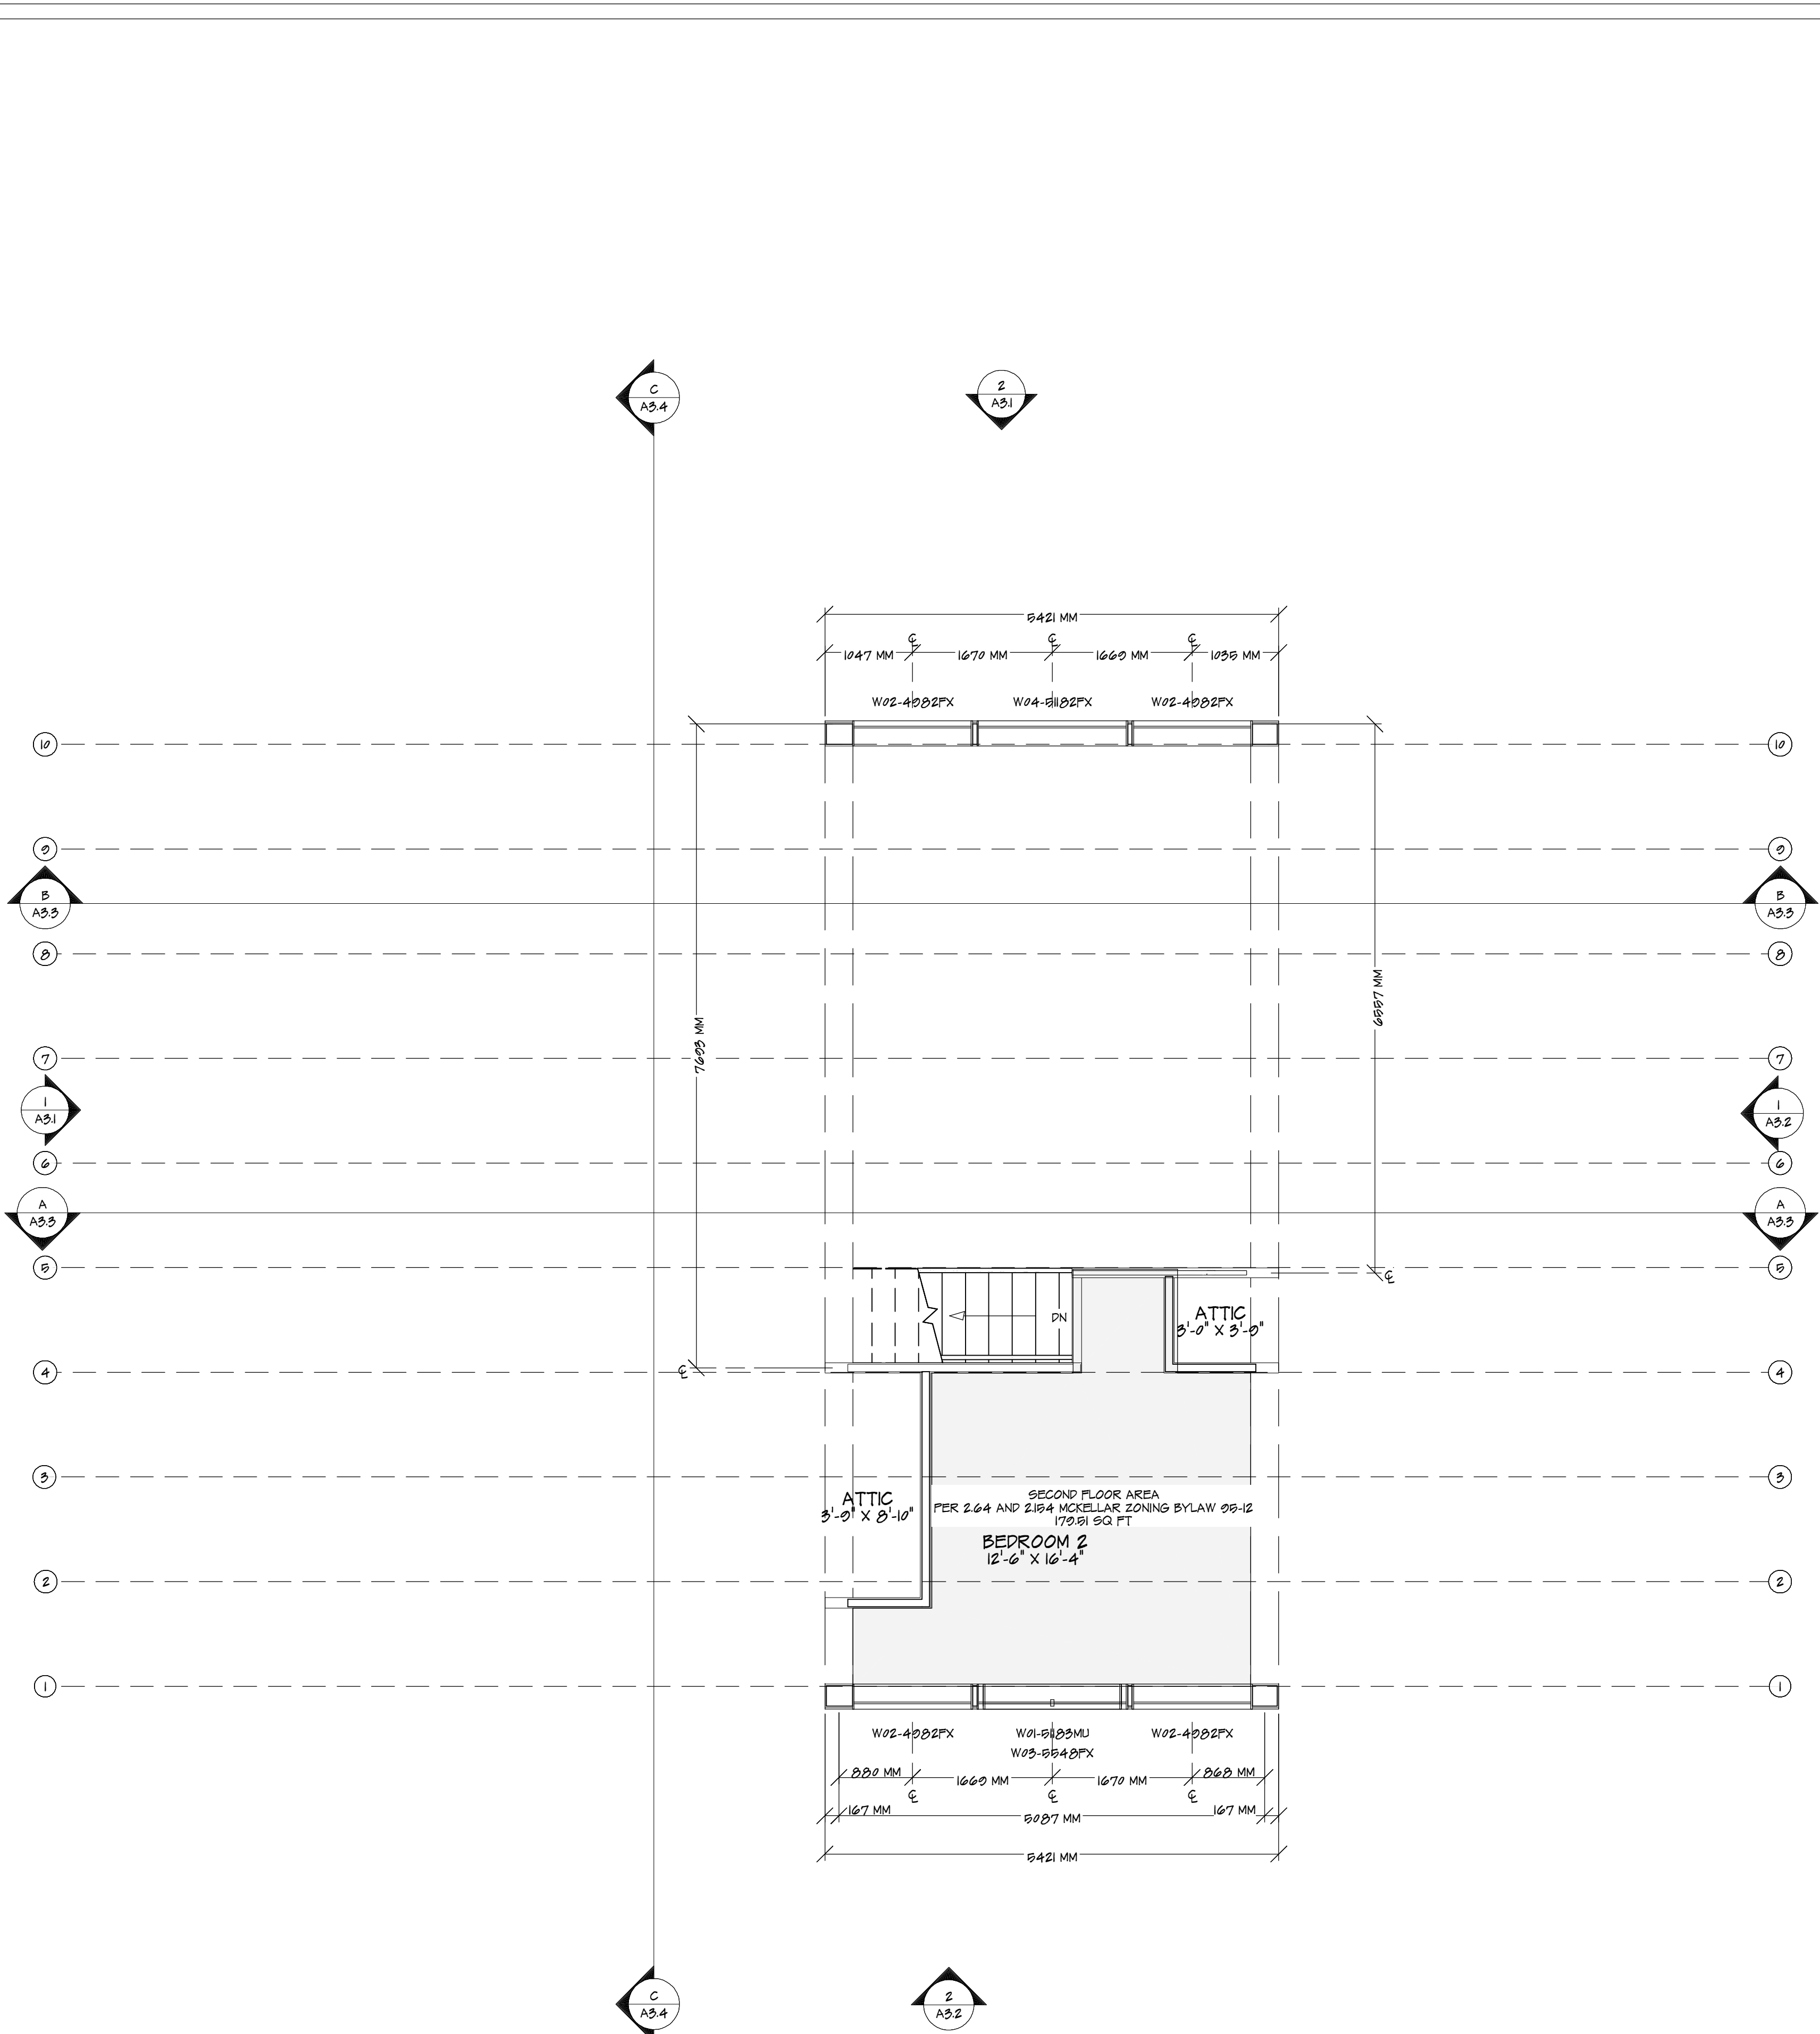 C
A3.4
2
A3.1
5421 MM
1047 MM 1670 MM 1669 MM 1035 MM
W02-4982FX W04-51182FX W02-4982FX
10 10
9 9
B B
A3.3 A3.3
8 8
6557 MM
7693 MM
7 7
1 1
A3.1 A3.2
6 6
A A
A3.3 A3.3
5 5
ATTIC
3'-0" X 3'-9"
DN
4 4
3 3
ATTIC
3'-9" X 8'-10"
SECOND FLOOR AREA
PER 2.64 AND 2.154 MCKELLAR ZONING BYLAW 95-12
179.51 SQ FT
BEDROOM 2
12'-6" X 16'-4"
2 2
1 1
W02-4982FX W01-51183MU W02-4982FX
W03-5548FX
880 MM 1669 MM 1670 MM 868 MM
167 MM 5087 MM 167 MM
5421 MM
C
A3.4
2
A3.2